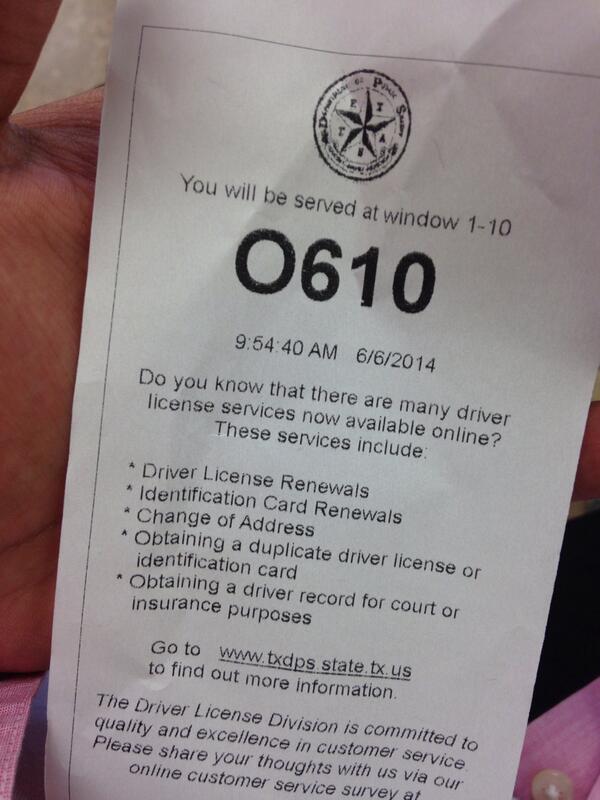 You will be served at window 1-10
O610
9:54:40 AM 6/6/2014
Do you know that there are many driver
license services now available online?
These services include:
* Driver License Renewals
* Identification Card Renewals
* Change of Address
* Obtaining a duplicate driver license or
identification card
* Obtaining a driver record for court or
insurance purposes
Go to www.txdps.state.tx.us
to find out more information.
The Driver License Division is committed to
quality and excellence in customer service.
Please share your thoughts with us via our
online customer service survey at